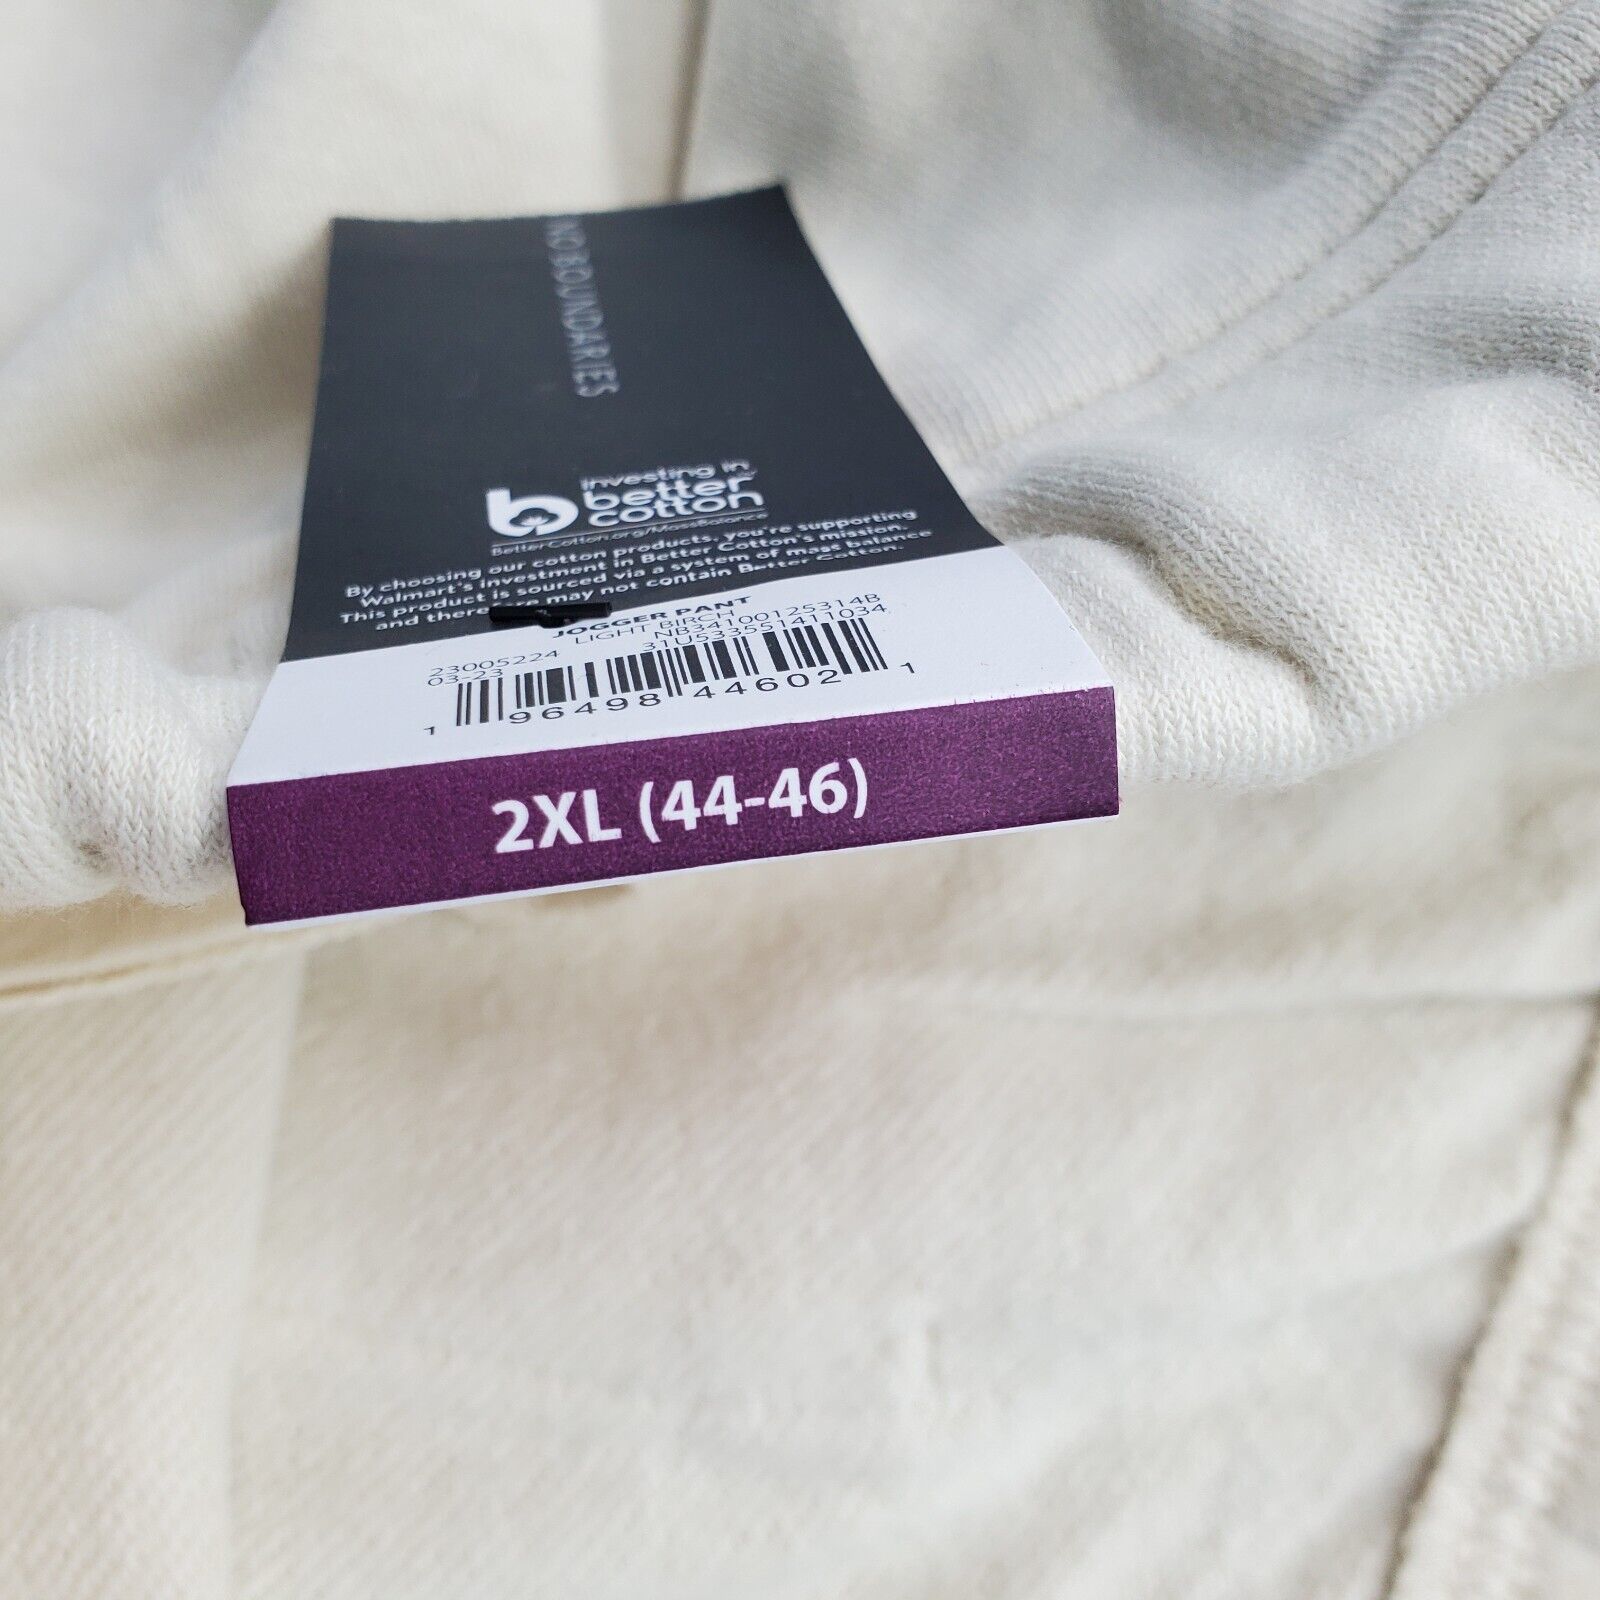 NO BOUNDARIES
investing in
better
cotton
BetterCotton.org/MassBalance
By choosing our cotton products, you're supporting
Walmart's investment in Better Cotton's mission.
This product is sourced via a system of mass balance
and therefore may not contain Better Cotton.
JOGGER PANT
LIGHT BIRCH
23005224 NB34100125314B
03-23 31U533551411034
1 96498 44602 1
2XL (44-46)